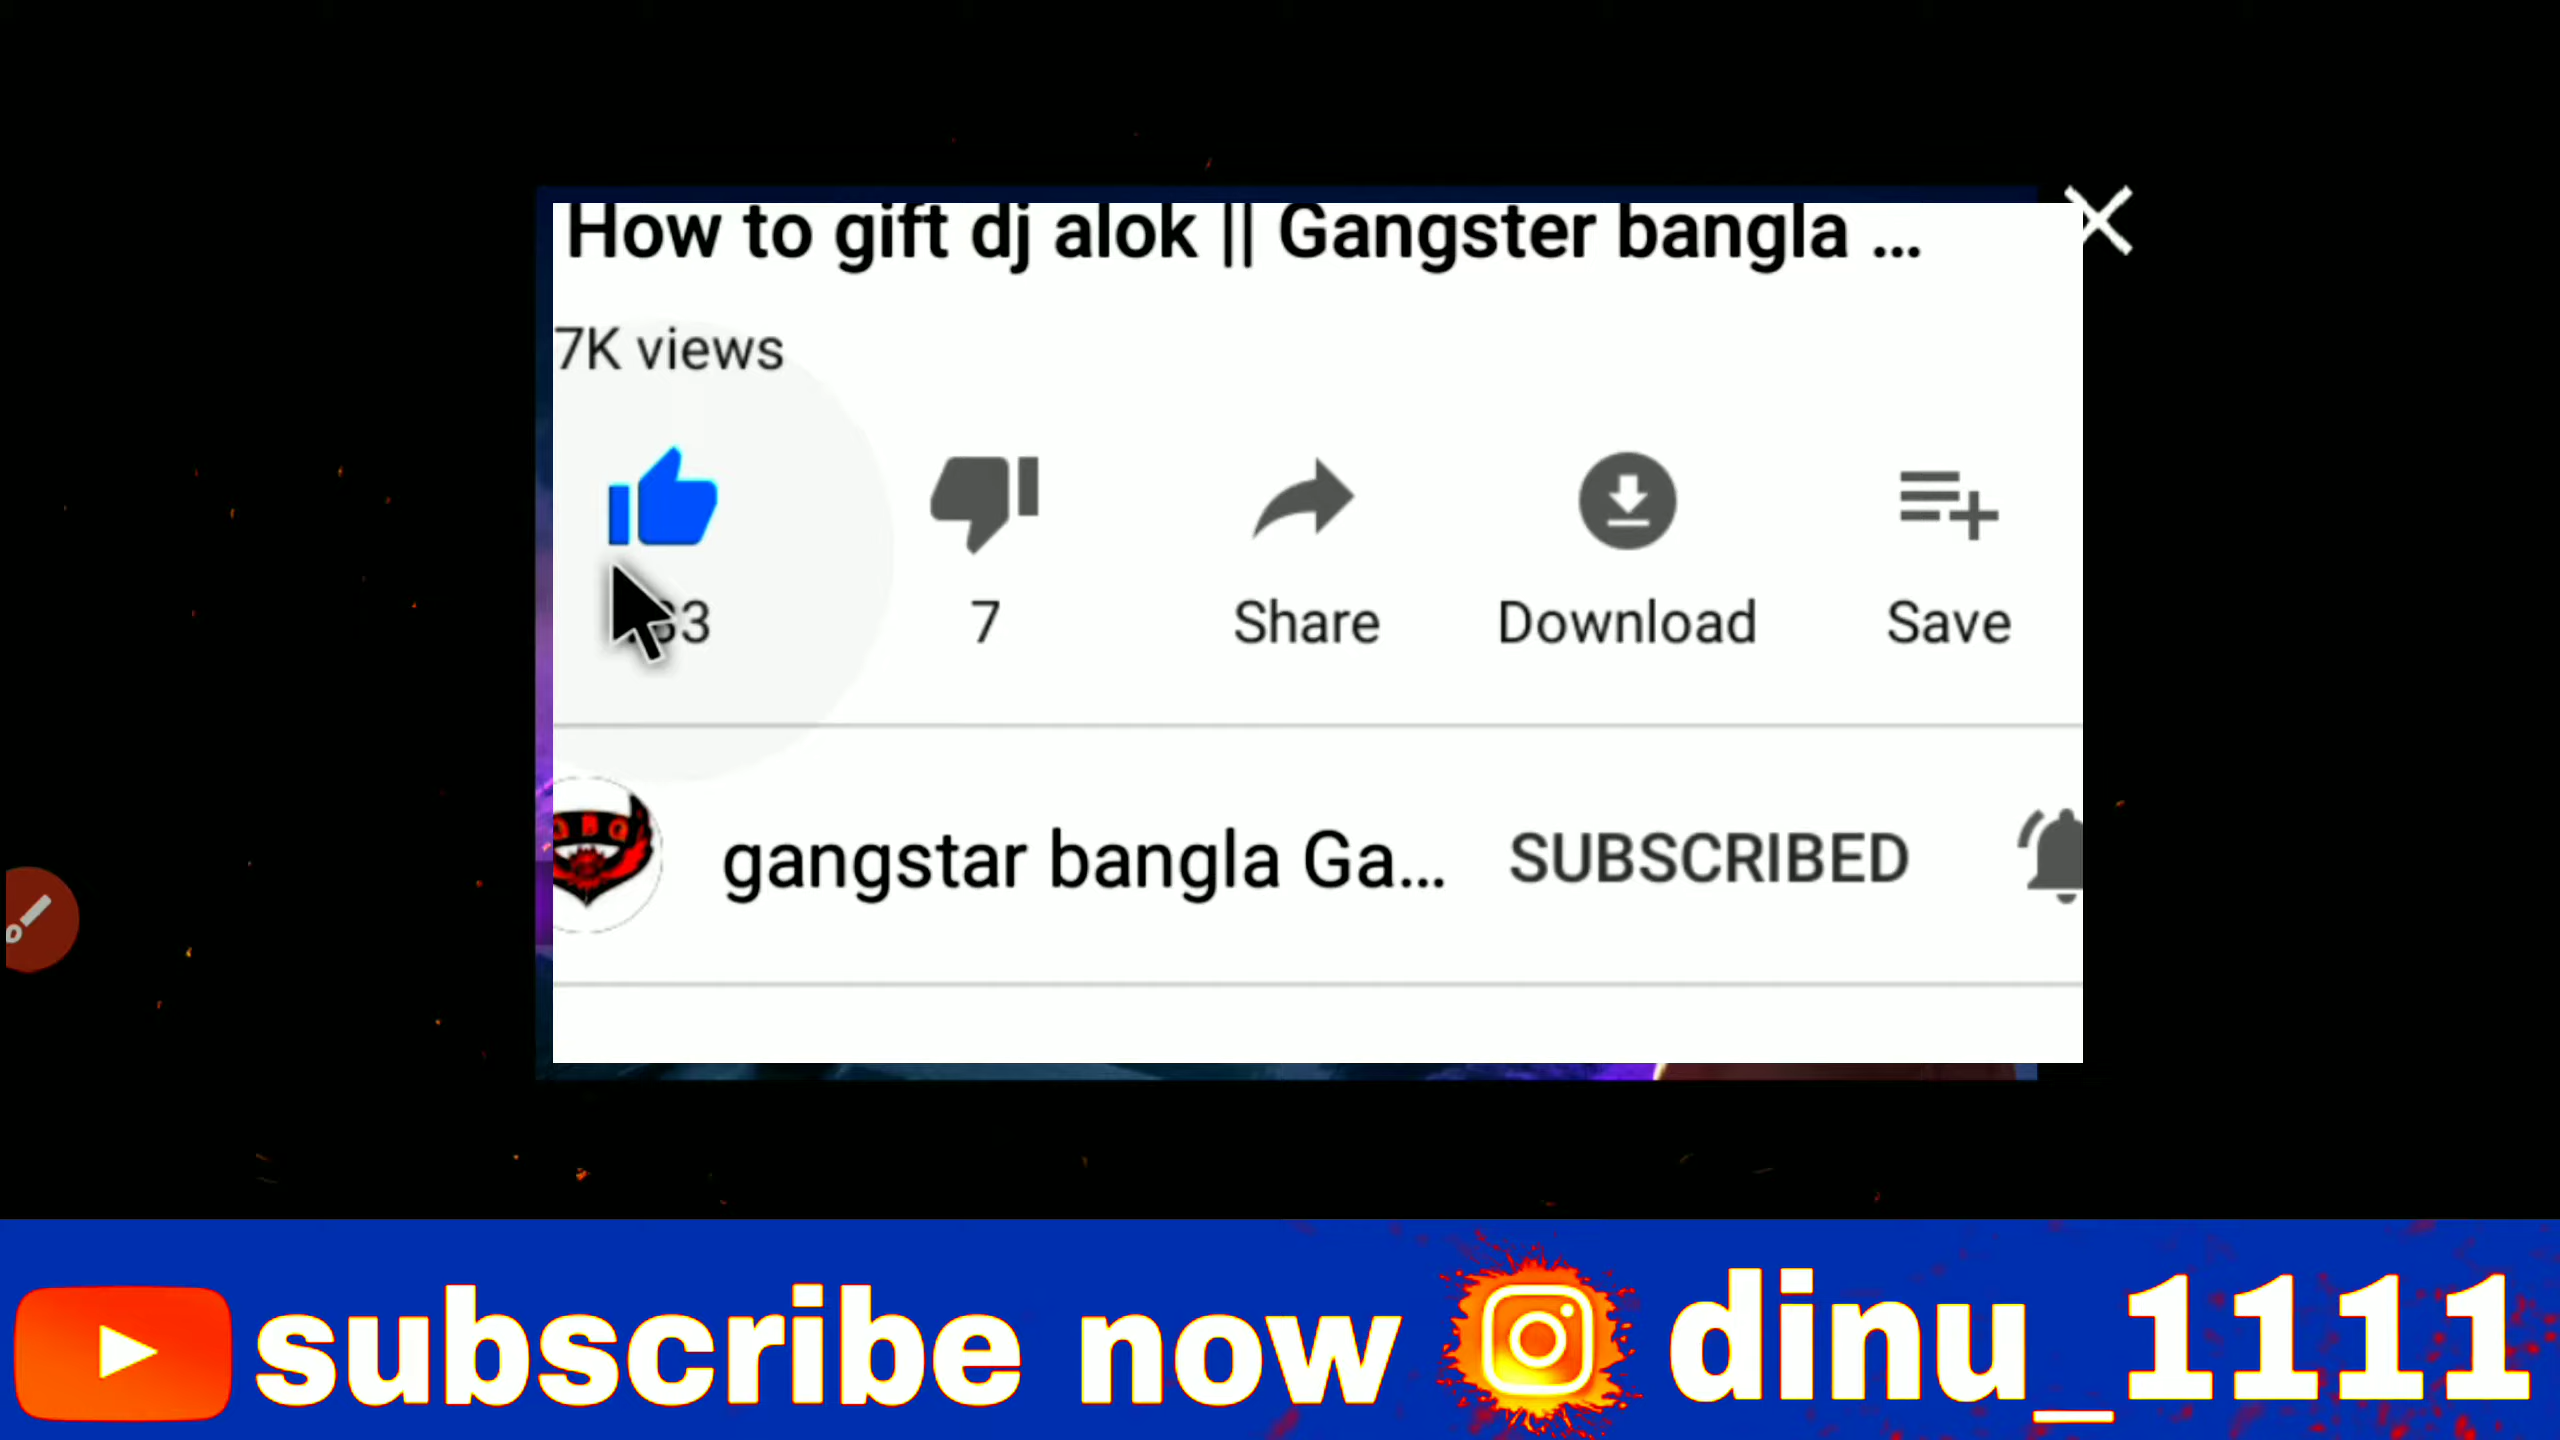 How to gift dj alok || Gangster bangla ...
7K views
7
Share
Download
Save
gangstar bangla Ga...
SUBSCRIBED
subscribe now dinu_1111